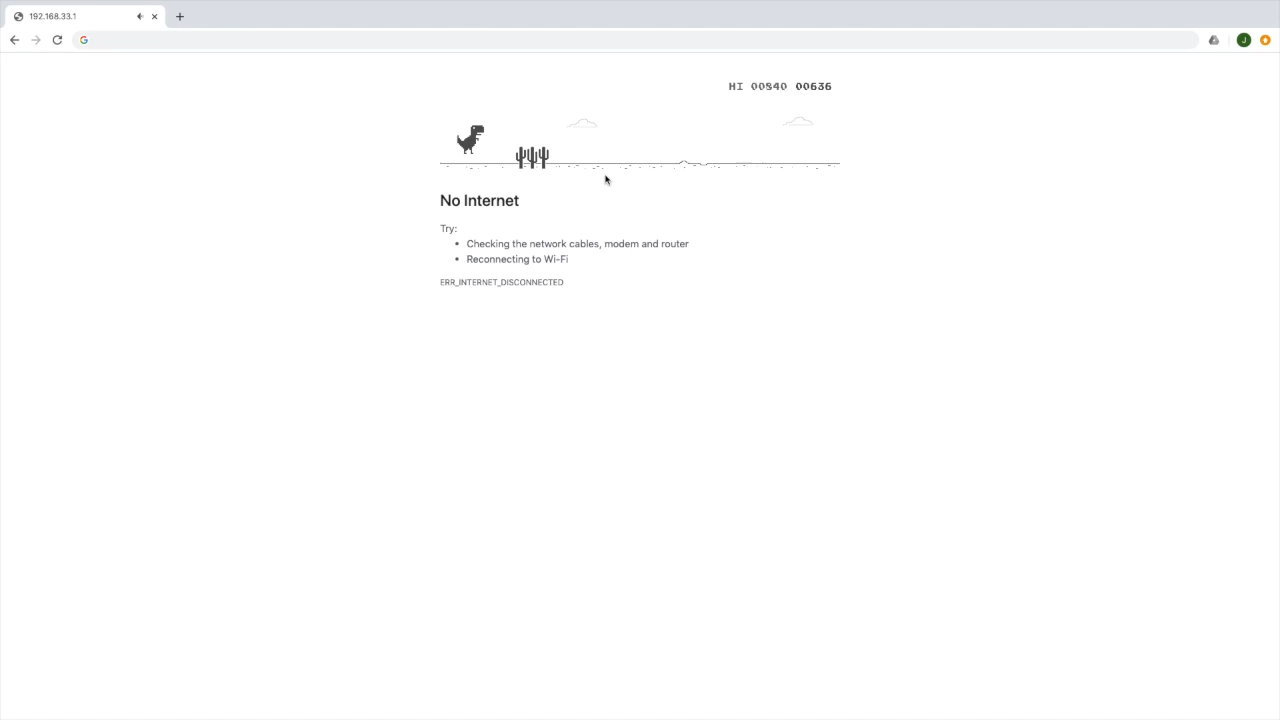 192.168.33.1
J
HI 00840 00636
No Internet
Try:
• Checking the network cables, modem and router
• Reconnecting to Wi-Fi
ERR_INTERNET_DISCONNECTED